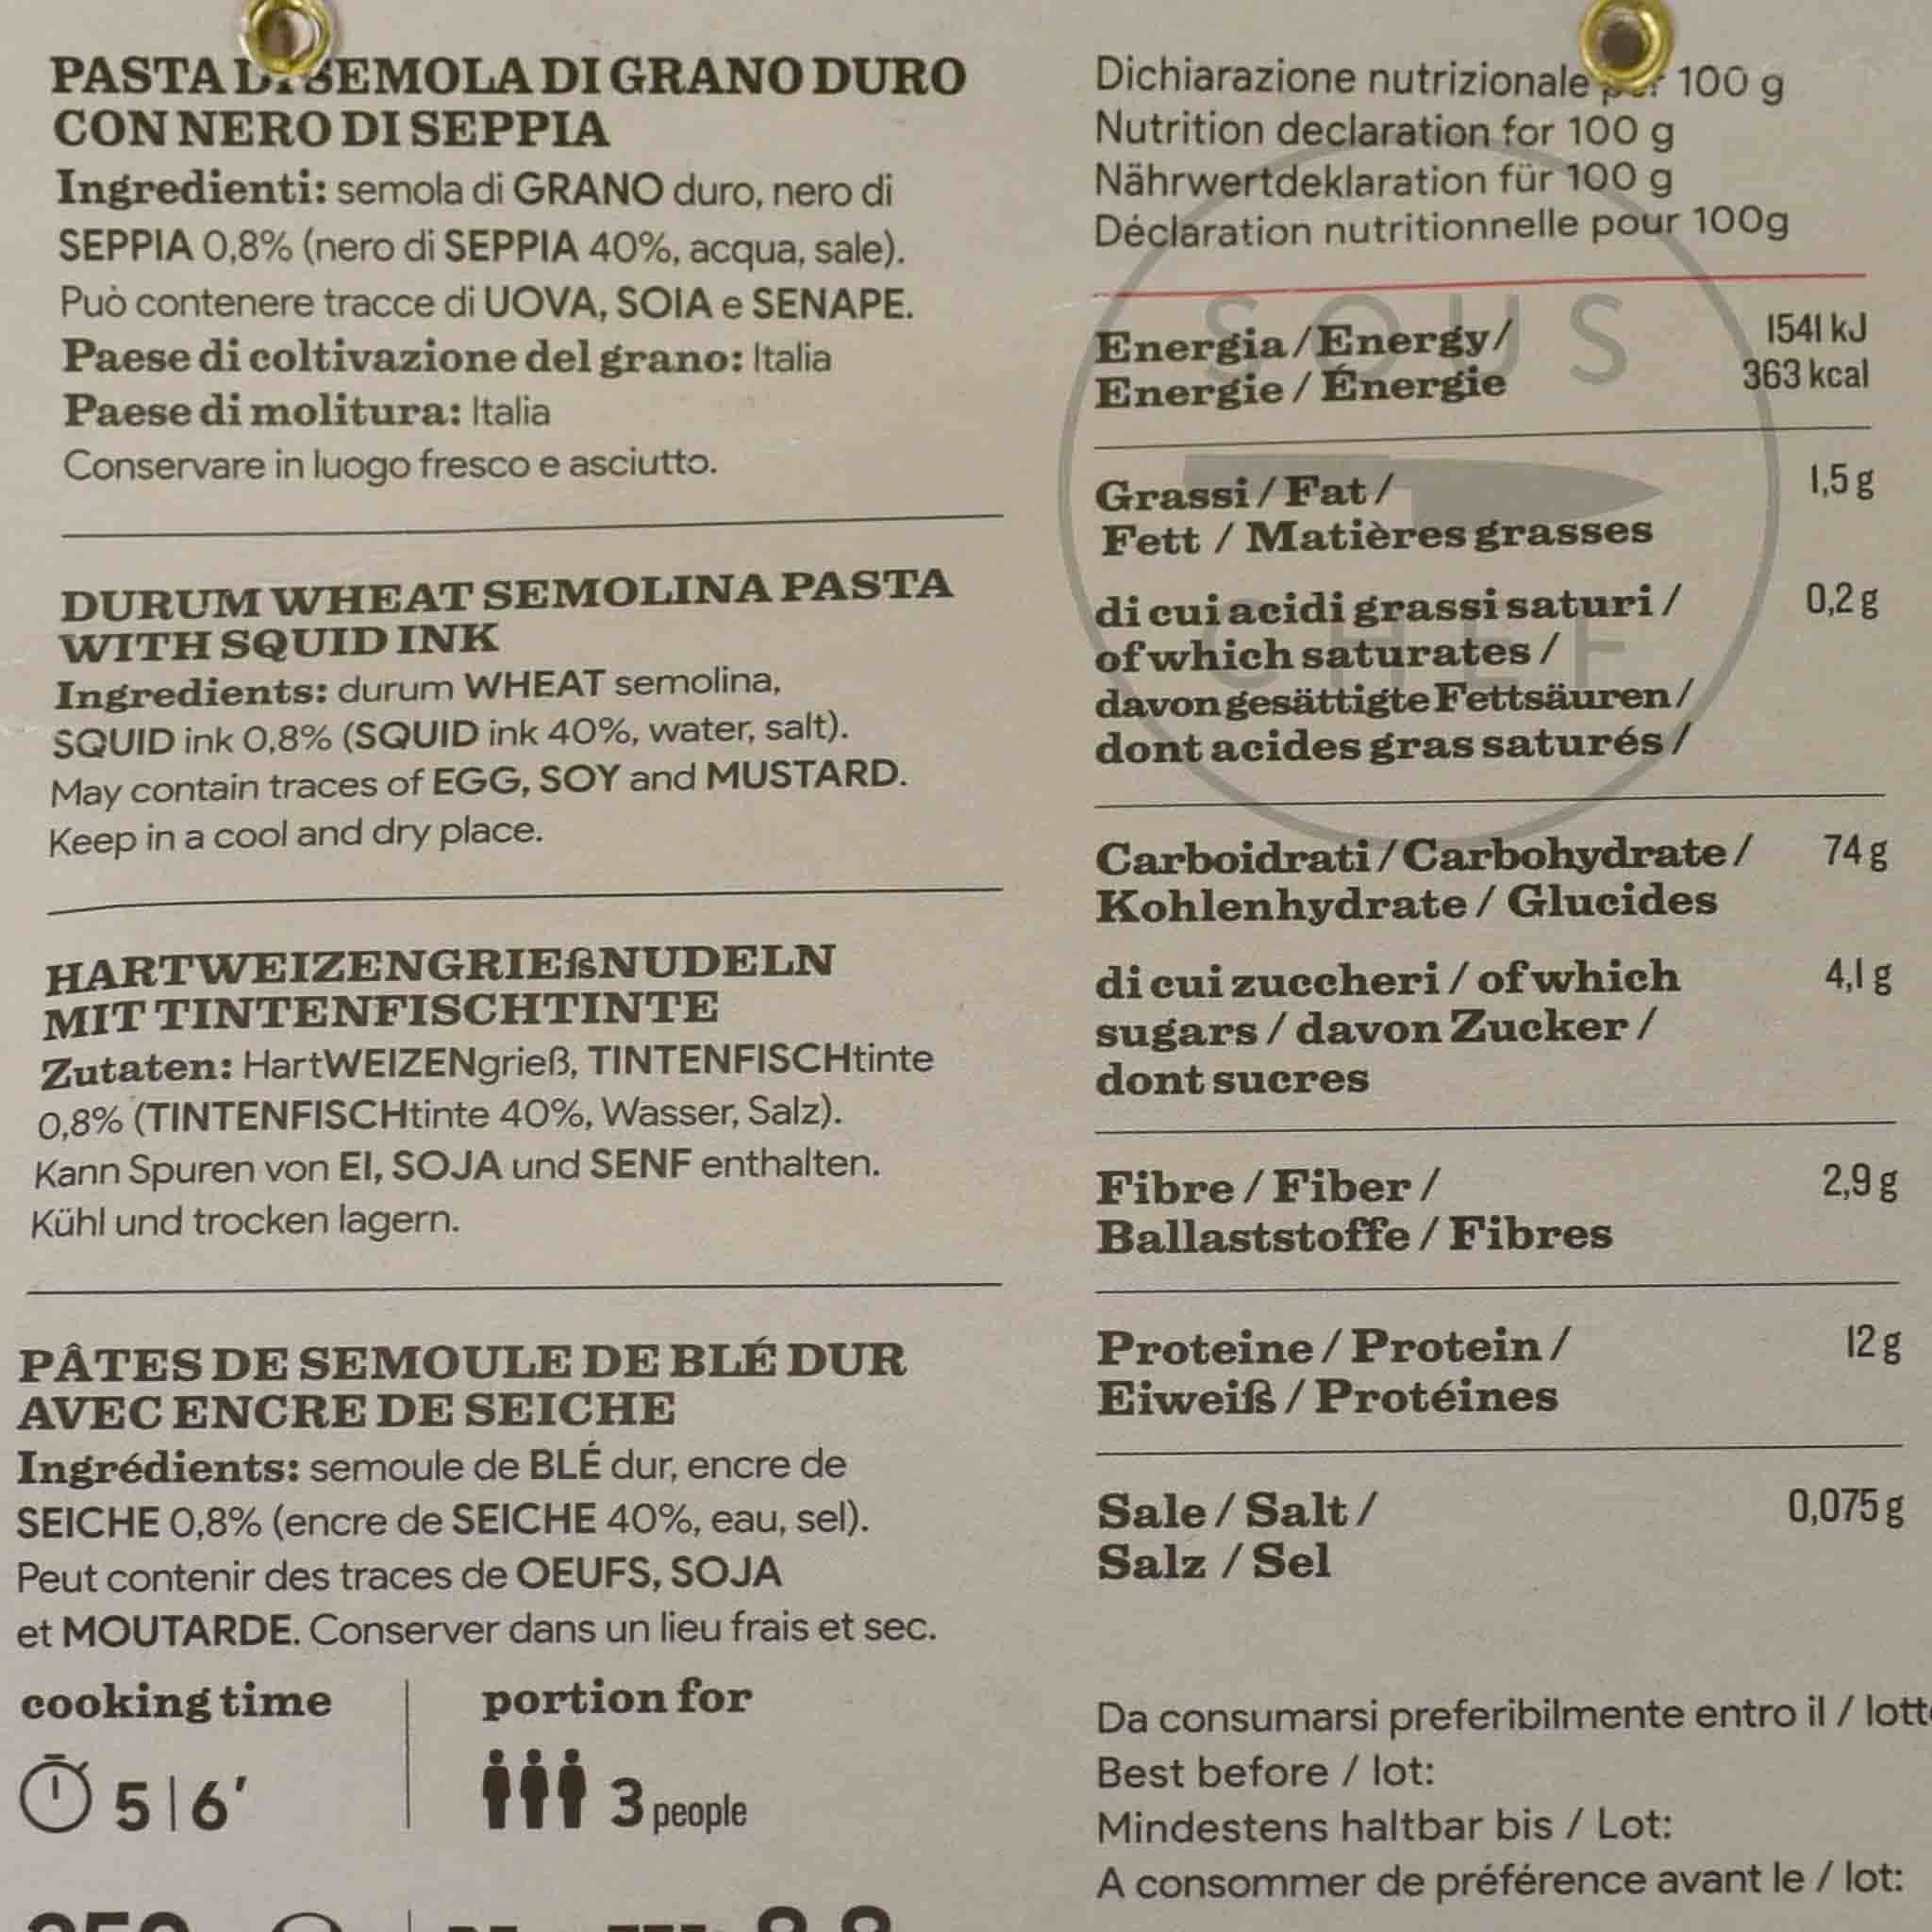 PASTA DI SEMOLA DI GRANO DURO
CON NERO DI SEPPIA
Ingredienti: semola di GRANO duro, nero di
SEPPIA 0,8% (nero di SEPPIA 40%, acqua, sale).
Può contenere tracce di UOVA, SOIA e SENAPE.
Paese di coltivazione del grano: Italia
Paese di molitura: Italia
Conservare in luogo fresco e asciutto.
DURUM WHEAT SEMOLINA PASTA
WITH SQUID INK
Ingredients: durum WHEAT semolina,
SQUID ink 0,8% (SQUID ink 40%, water, salt).
May contain traces of EGG, SOY and MUSTARD.
Keep in a cool and dry place.
HARTWEIZENGRIEßNUDELN
MIT TINTENFISCHTINTE
Zutaten: HartWEIZENgrieß, TINTENFISCHtinte
0,8% (TINTENFISCHtinte 40%, Wasser, Salz).
Kann Spuren von EI, SOJA und SENF enthalten.
Kühl und trocken lagern.
PÂTES DE SEMOULE DE BLÉ DUR
AVEC ENCRE DE SEICHE
Ingrédients: semoule de BLÉ dur, encre de
SEICHE 0,8% (encre de SEICHE 40%, eau, sel).
Peut contenir des traces de OEUFS, SOJA
et MOUTARDE. Conserver dans un lieu frais et sec.
cooking time
5|6'
portion for
3 people
Dichiarazione nutrizionale per 100 g
Nutrition declaration for 100 g
Nährwertdeklaration für 100 g
Déclaration nutritionnelle pour 100g
SOUS
CHEF
Energia / Energy / 1541 kJ
Energie / Énergie 363 kcal
Grassi / Fat / 1,5 g
Fett / Matières grasses
di cui acidi grassi saturi / 0,2 g
of which saturates /
davon gesättigte Fettsäuren /
dont acides gras saturés /
Carboidrati / Carbohydrate / 74 g
Kohlenhydrate / Glucides
di cui zuccheri / of which 4,1 g
sugars / davon Zucker /
dont sucres
Fibre / Fiber / 2,9 g
Ballaststoffe / Fibres
Proteine / Protein / 12 g
Eiweiß / Protéines
Sale / Salt / 0,075 g
Salz / Sel
Da consumarsi preferibilmente entro il /
Best before / lot:
Mindestens haltbar bis / Lot:
A consommer de préférence avant le / lot: